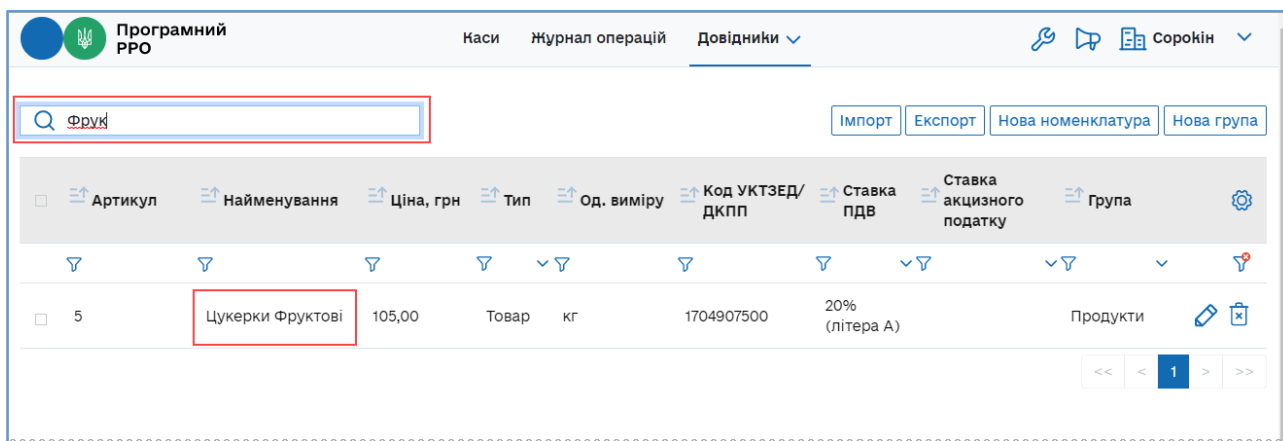 Програмний
РРО
Каси Журнал операцій Довідники Сорокін
Фрук
Імпорт Експорт Нова номенклатура Нова група
Артикул Найменування Ціна, грн Тип Од. виміру Код УКТЗЕД/
ДКПП Ставка
ПДВ Ставка
акцизного
податку Група
5 Цукерки Фруктові 105,00 Товар кг 1704907500 20%
(літера А) Продукти
<< < 1 > >>